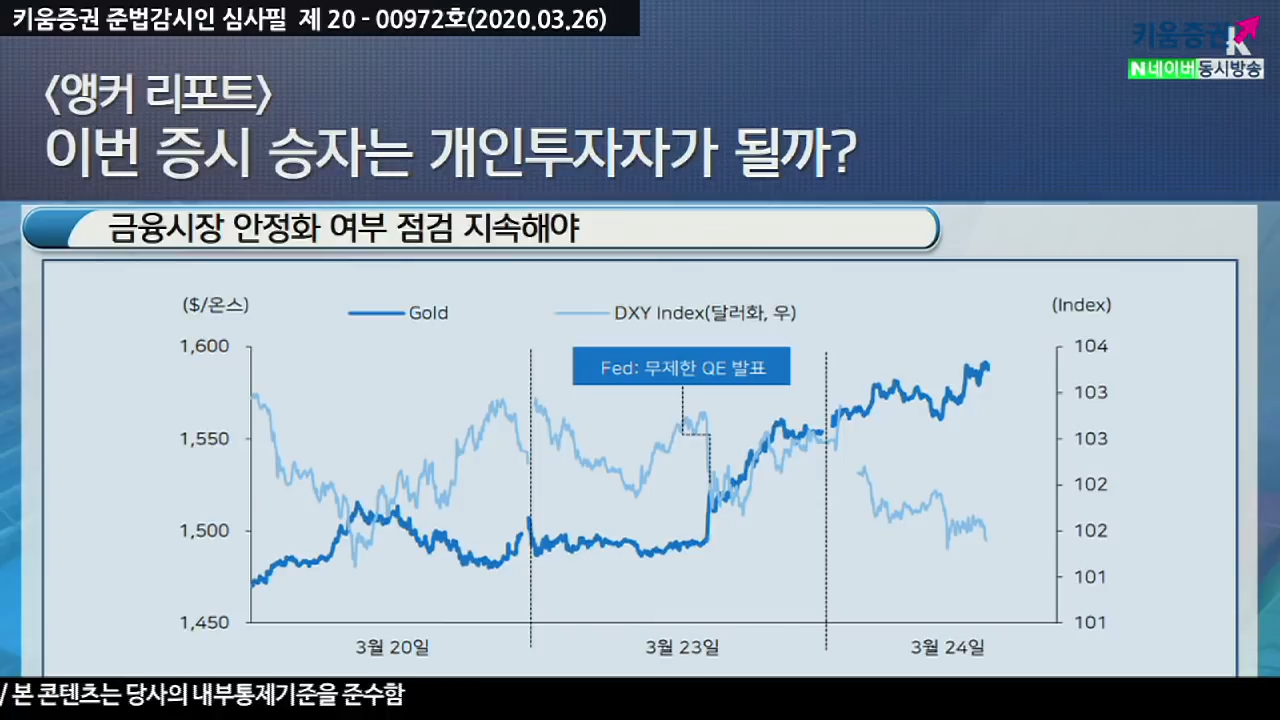 키움증권 준법감시인 심사필 제 20 - 00972호(2020.03.26)
키움증권
N네이버 동시방송
<앵커 리포트>
이번 증시 승자는 개인투자자가 될까?
금융시장 안정화 여부 점검 지속해야
($/온스)
Gold
DXY Index(달러화, 우)
(Index)
1,600
1,550
1,500
1,450
Fed: 무제한 QE 발표
104
103
103
102
102
101
101
3월 20일
3월 23일
3월 24일
/ 본 콘텐츠는 당사의 내부통제기준을 준수함